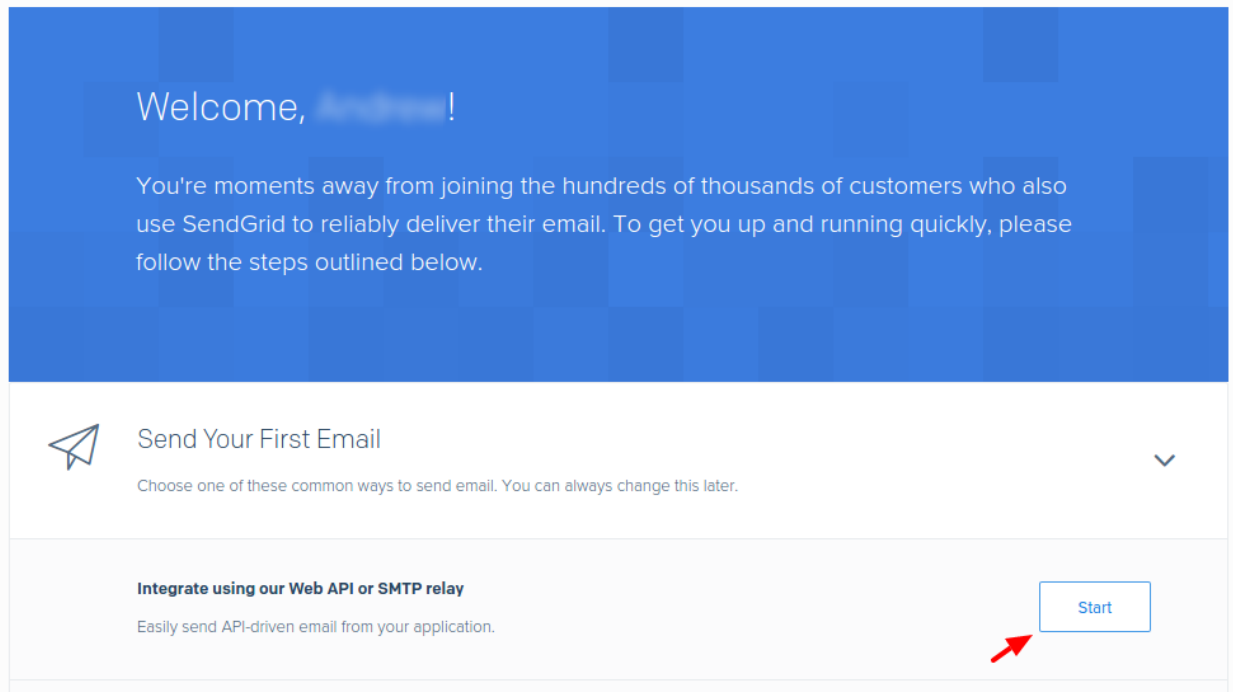 Welcome, !
You're moments away from joining the hundreds of thousands of customers who also
use SendGrid to reliably deliver their email. To get you up and running quickly, please
follow the steps outlined below.
Send Your First Email
Choose one of these common ways to send email. You can always change this later.
Integrate using our Web API or SMTP relay
Easily send API-driven email from your application.
Start